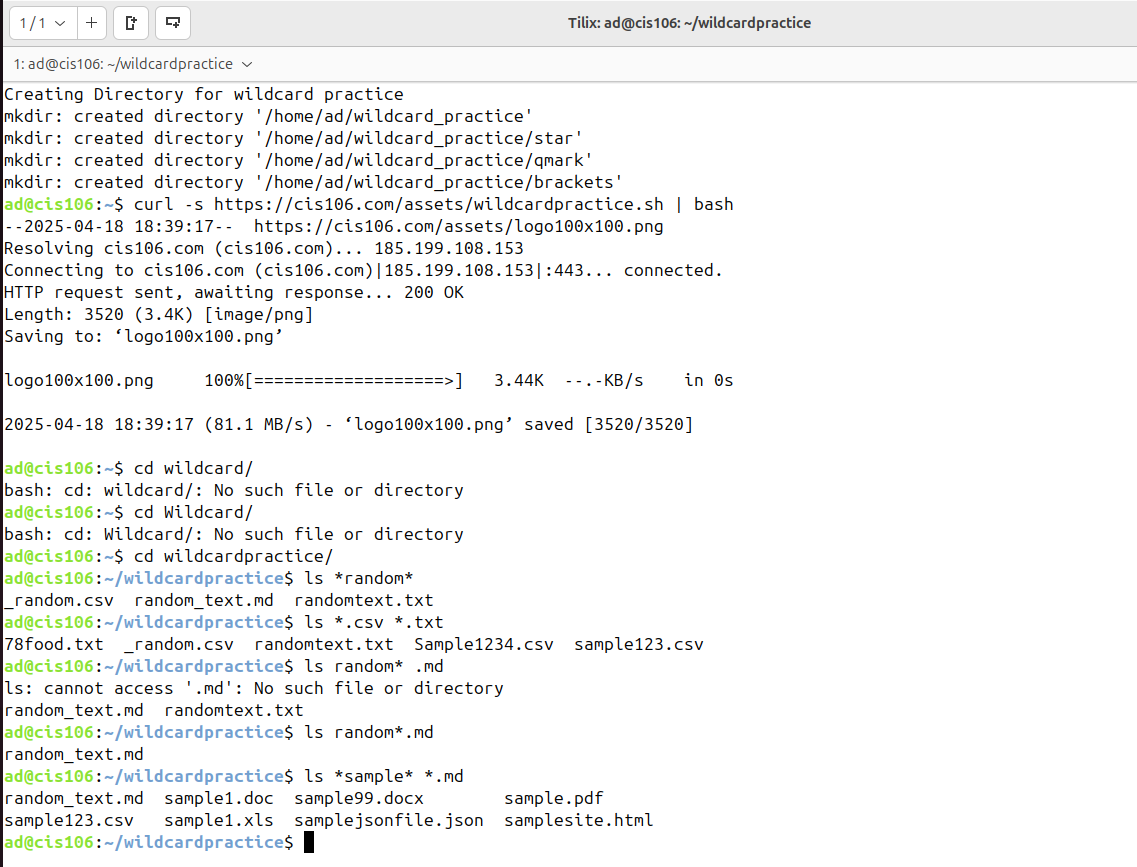 1 / 1
Tilix: ad@cis106: ~/wildcardpractice
1: ad@cis106: ~/wildcardpractice
Creating Directory for wildcard practice
mkdir: created directory '/home/ad/wildcard_practice'
mkdir: created directory '/home/ad/wildcard_practice/star'
mkdir: created directory '/home/ad/wildcard_practice/qmark'
mkdir: created directory '/home/ad/wildcard_practice/brackets'
ad@cis106:~$ curl -s https://cis106.com/assets/wildcardpractice.sh | bash
--2025-04-18 18:39:17--  https://cis106.com/assets/logo100x100.png
Resolving cis106.com (cis106.com)... 185.199.108.153
Connecting to cis106.com (cis106.com)|185.199.108.153|:443... connected.
HTTP request sent, awaiting response... 200 OK
Length: 3520 (3.4K) [image/png]
Saving to: ‘logo100x100.png’
logo100x100.png     100%[===================>]   3.44K  --.-KB/s    in 0s
2025-04-18 18:39:17 (81.1 MB/s) - ‘logo100x100.png’ saved [3520/3520]
ad@cis106:~$ cd wildcard/
bash: cd: wildcard/: No such file or directory
ad@cis106:~$ cd Wildcard/
bash: cd: Wildcard/: No such file or directory
ad@cis106:~$ cd wildcardpractice/
ad@cis106:~/wildcardpractice$ ls *random*
_random.csv  random_text.md  randomtext.txt
ad@cis106:~/wildcardpractice$ ls *.csv *.txt
78food.txt  _random.csv  randomtext.txt  Sample1234.csv  sample123.csv
ad@cis106:~/wildcardpractice$ ls random* .md
ls: cannot access '.md': No such file or directory
random_text.md  randomtext.txt
ad@cis106:~/wildcardpractice$ ls random*.md
random_text.md
ad@cis106:~/wildcardpractice$ ls *sample* *.md
random_text.md  sample1.doc  sample99.docx        sample.pdf
sample123.csv   sample1.xls  samplejsonfile.json  samplesite.html
ad@cis106:~/wildcardpractice$